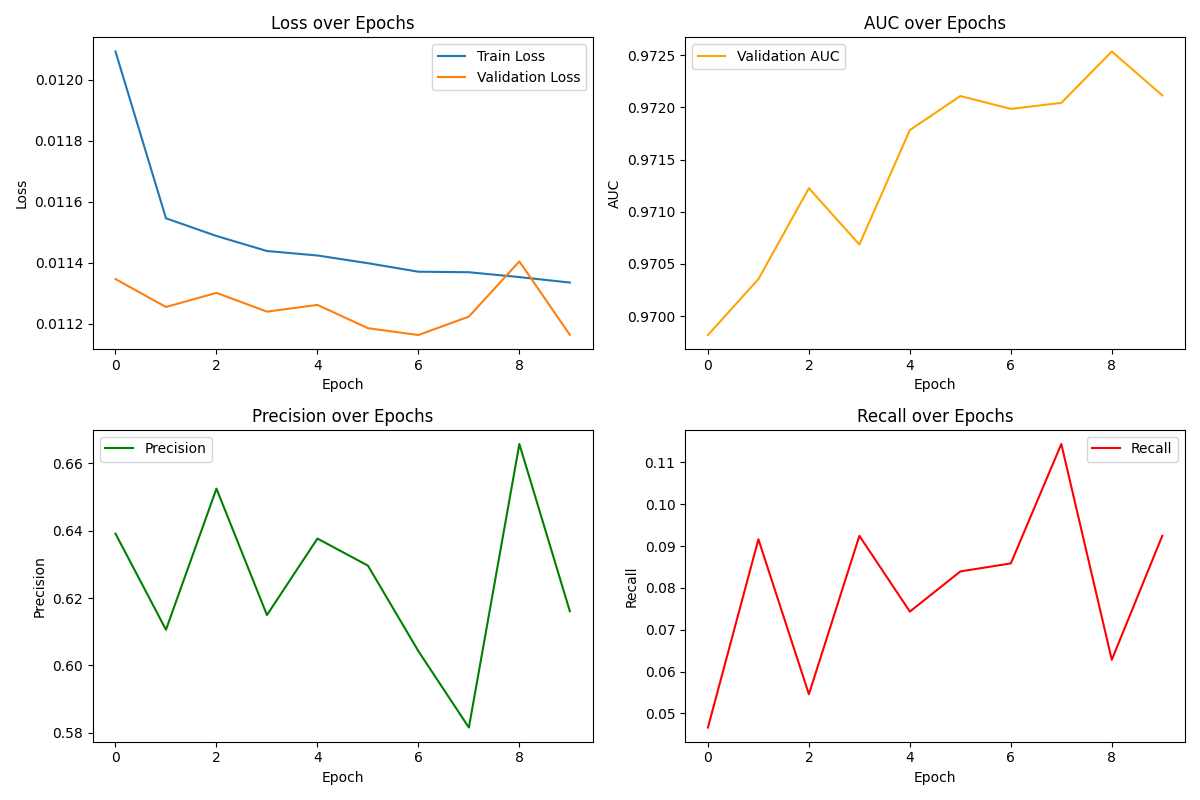 Loss over Epochs
Train Loss
Validation Loss
0.0120
0.0118
0.0116
0.0114
0.0112
Loss
0 2 4 6 8
Epoch
AUC over Epochs
Validation AUC
0.9725
0.9720
0.9715
0.9710
0.9705
0.9700
AUC
0 2 4 6 8
Epoch
Precision over Epochs
Precision
0.66
0.64
0.62
0.60
0.58
Precision
0 2 4 6 8
Epoch
Recall over Epochs
Recall
0.11
0.10
0.09
0.08
0.07
0.06
0.05
Recall
0 2 4 6 8
Epoch